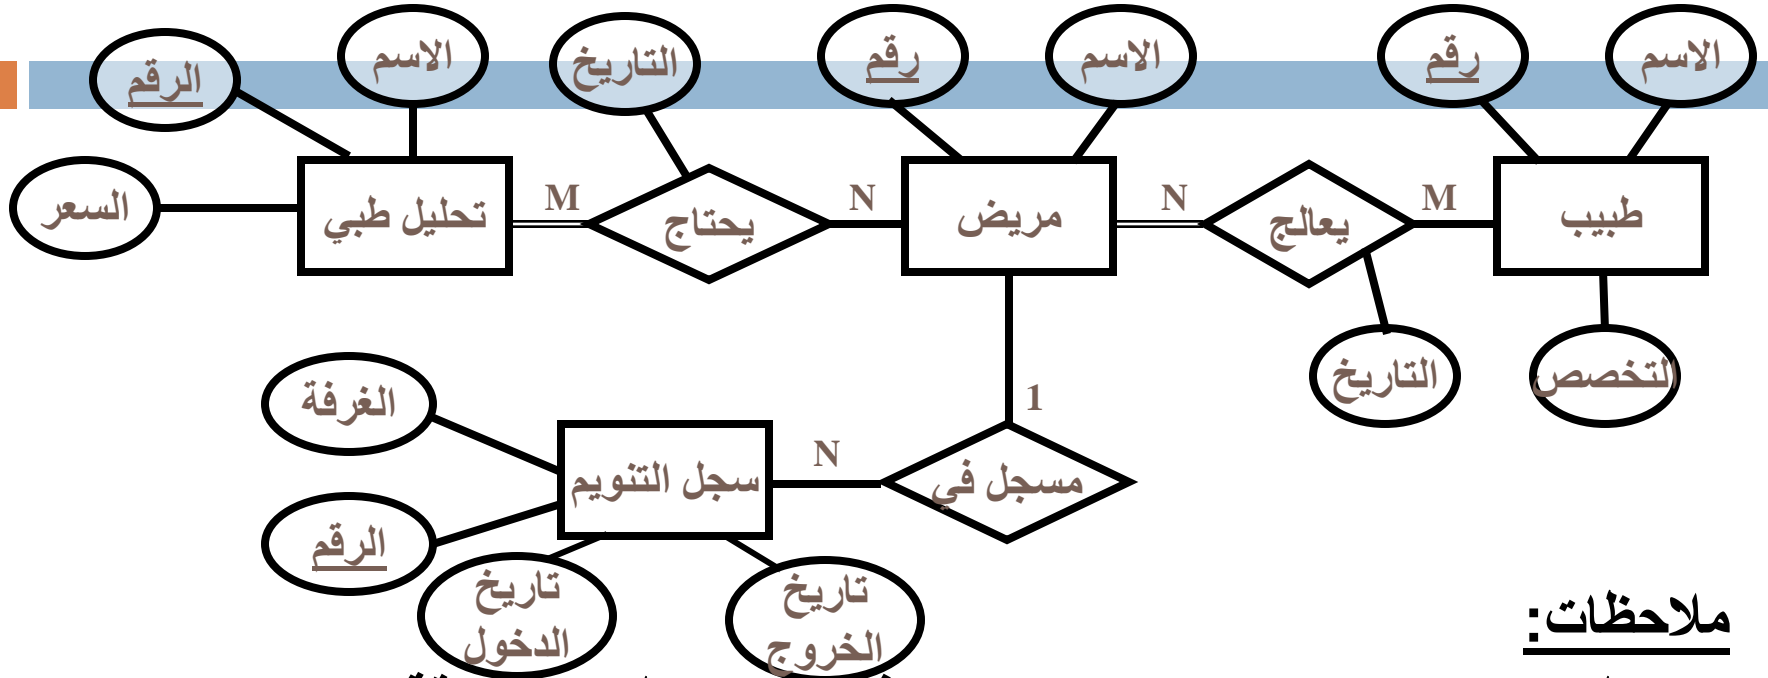 الاسم
رقم
الاسم
رقم
التاريخ
الاسم
الرقم
طبيب
M
يعالج
N
مريض
N
يحتاج
M
تحليل طبي
السعر
التخصص
التاريخ
1
مسجل في
N
سجل التنويم
الغرفة
الرقم
تاريخ
الخروج
تاريخ
الدخول
ملاحظات: